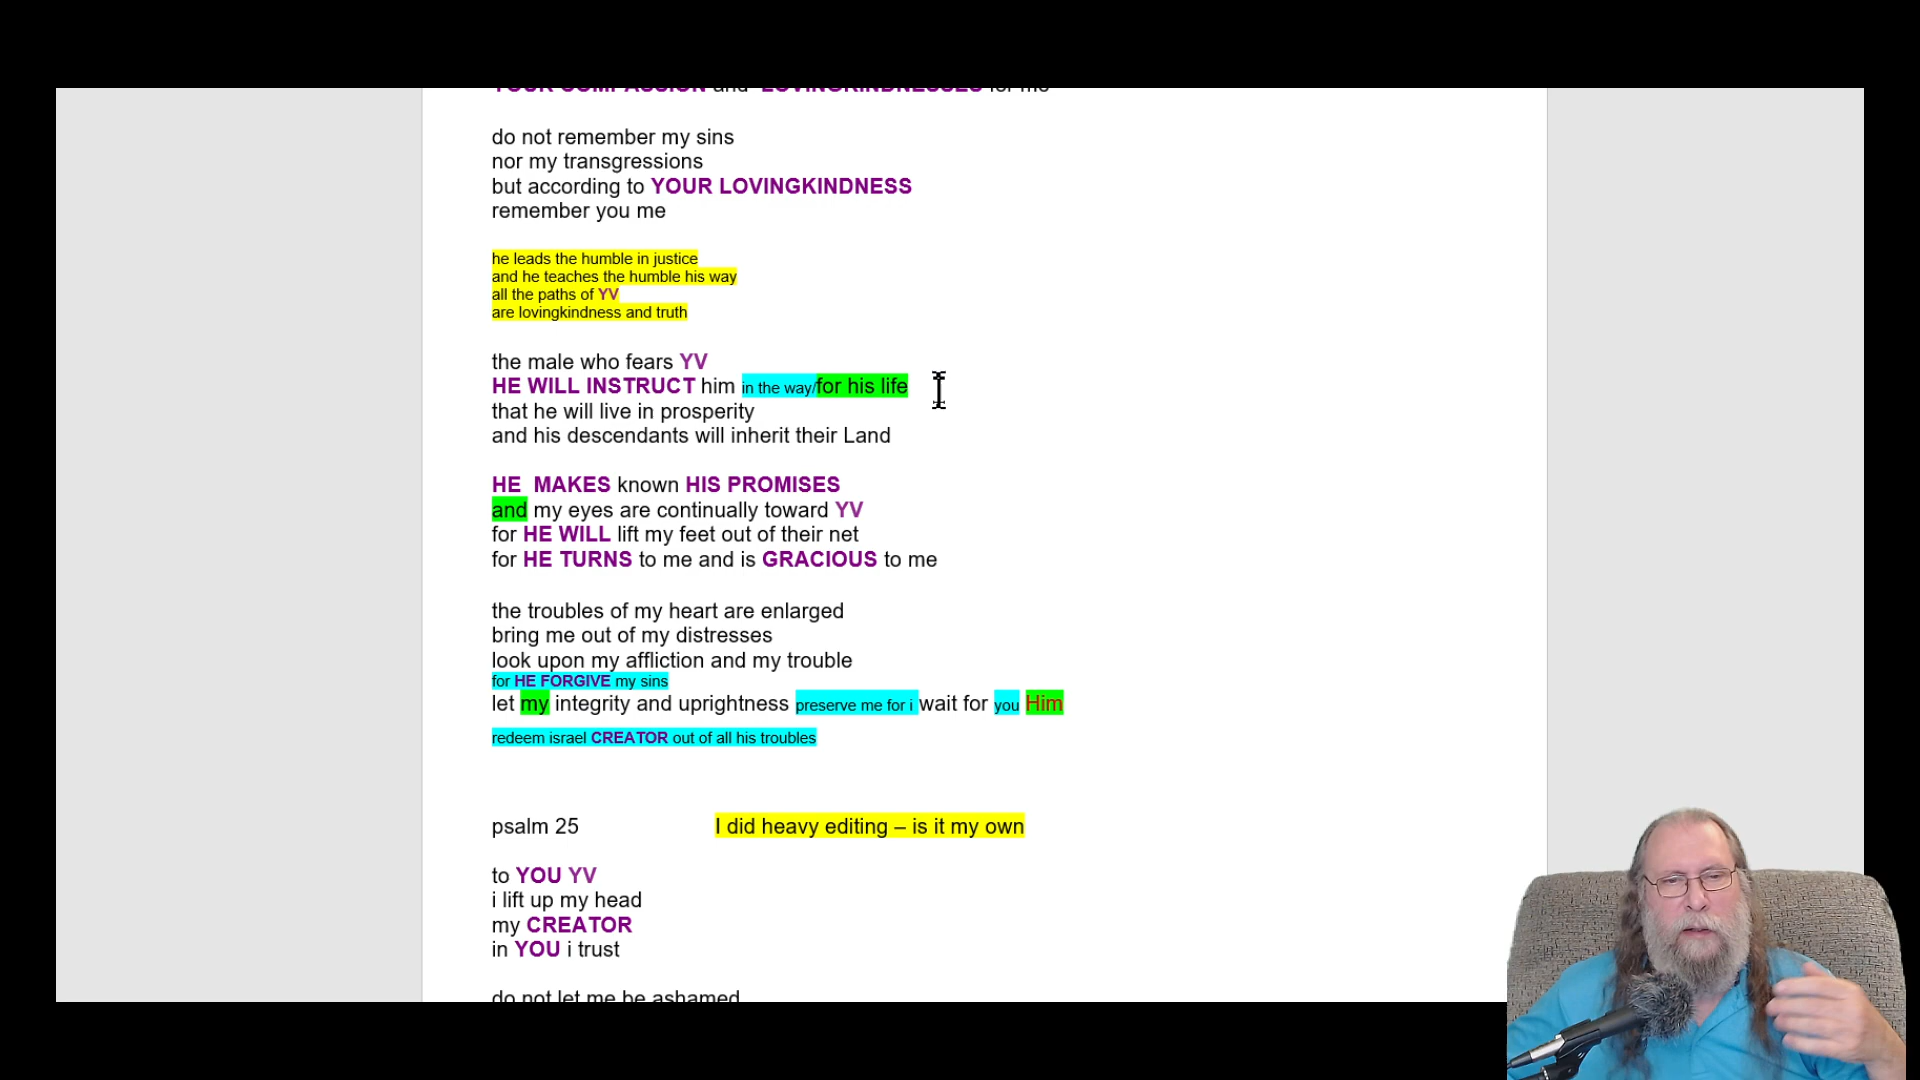 YOUR COMPASSION and LOVINGKINDNESSES for me
do not remember my sins
nor my transgressions
but according to YOUR LOVINGKINDNESS
remember you me
he leads the humble in justice
and he teaches the humble his way
all the paths of YV
are lovingkindness and truth
the male who fears YV
HE WILL INSTRUCT him in the way/for his life
that he will live in prosperity
and his descendants will inherit their Land
HE MAKES known HIS PROMISES
and my eyes are continually toward YV
for HE WILL lift my feet out of their net
for HE TURNS to me and is GRACIOUS to me
the troubles of my heart are enlarged
bring me out of my distresses
look upon my affliction and my trouble
for HE FORGIVE my sins
let my integrity and uprightness preserve me for i wait for you Him
redeem israel CREATOR out of all his troubles
psalm 25 I did heavy editing – is it my own
to YOU YV
i lift up my head
my CREATOR
in YOU i trust
do not let me be ashamed